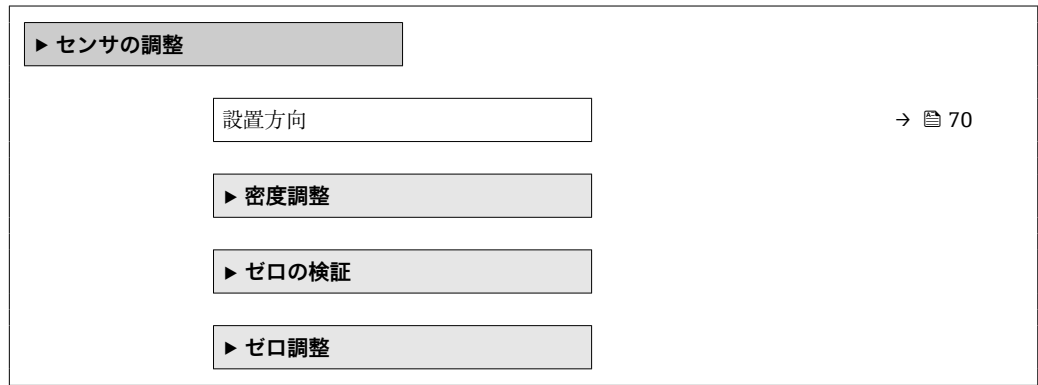 ▶ センサの調整
設置方向 → 🖹 70
▶ 密度調整
▶ ゼロの検証
▶ ゼロ調整